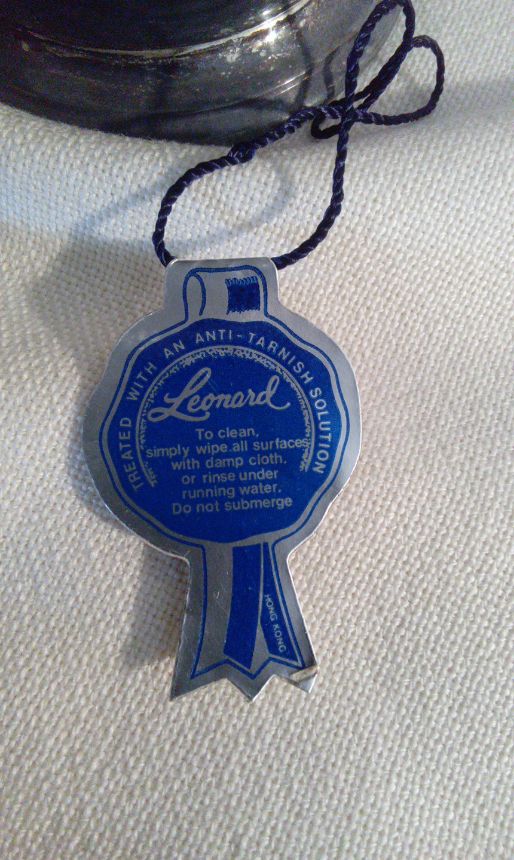 TREATED WITH AN ANTI-TARNISH SOLUTION
Leonard
To clean,
simply wipe all surfaces
with damp cloth.
or rinse under
running water.
Do not submerge
HONG KONG